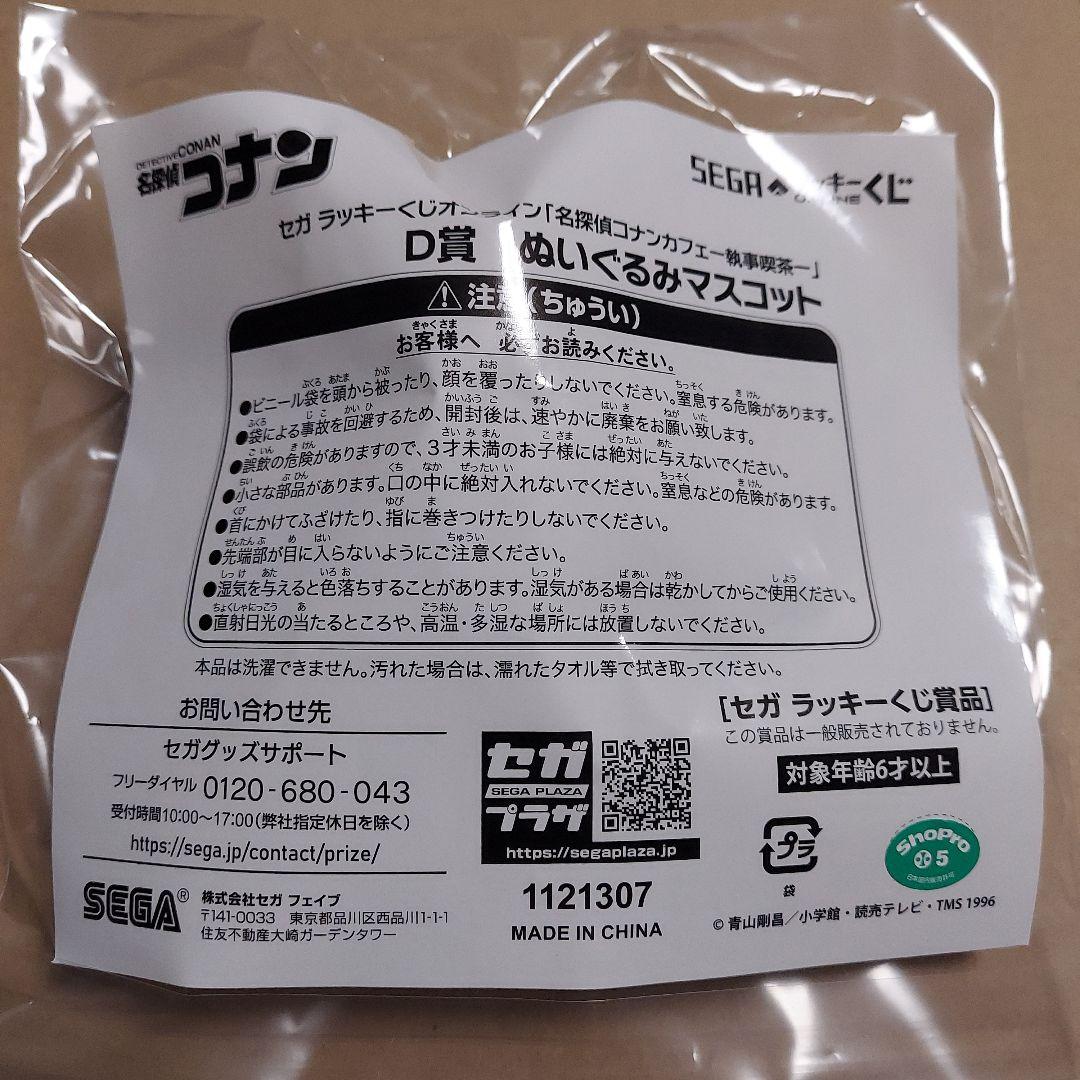 DETECTIVE CONAN
名探偵コナン
SEGA ラッキーくじ
ONLINE
セガ ラッキーくじオンライン「名探偵コナンカフェー執事喫茶ー」
D賞 ぬいぐるみマスコット
注意(ちゅうい)
お客様へ 必ずお読みください。
●ビニール袋を頭から被ったり、顔を覆ったりしないでください。窒息する危険があります。
●袋による事故を回避するため、開封後は、速やかに廃棄をお願い致します。
●誤飲の危険がありますので、3才未満のお子様には絶対に与えないでください。
●小さな部品があります。口の中に絶対入れないでください。窒息などの危険があります。
●首にかけてふざけたり、指に巻きつけたりしないでください。
●先端部が目に入らないようにご注意ください。
●湿気を与えると色落ちすることがあります。湿気がある場合は乾かしてからご使用ください。
●直射日光の当たるところや、高温・多湿な場所には放置しないでください。
本品は洗濯できません。汚れた場合は、濡れたタオル等で拭き取ってください。
お問い合わせ先
セガグッズサポート
フリーダイヤル 0120-680-043
受付時間10:00～17:00(弊社指定休日を除く)
https://sega.jp/contact/prize/
SEGA®
株式会社セガ フェイブ
〒141-0033 東京都品川区西品川1-1-1
住友不動産大崎ガーデンタワー
セガ
SEGA PLAZA
プラザ
https://segaplaza.jp/
1121307
MADE IN CHINA
[セガ ラッキーくじ賞品]
この賞品は一般販売されておりません。
対象年齢6才以上
プラ
袋
ShoPro
5
日本国内販売許可
© 青山剛昌／小学館・読売テレビ・TMS 1996